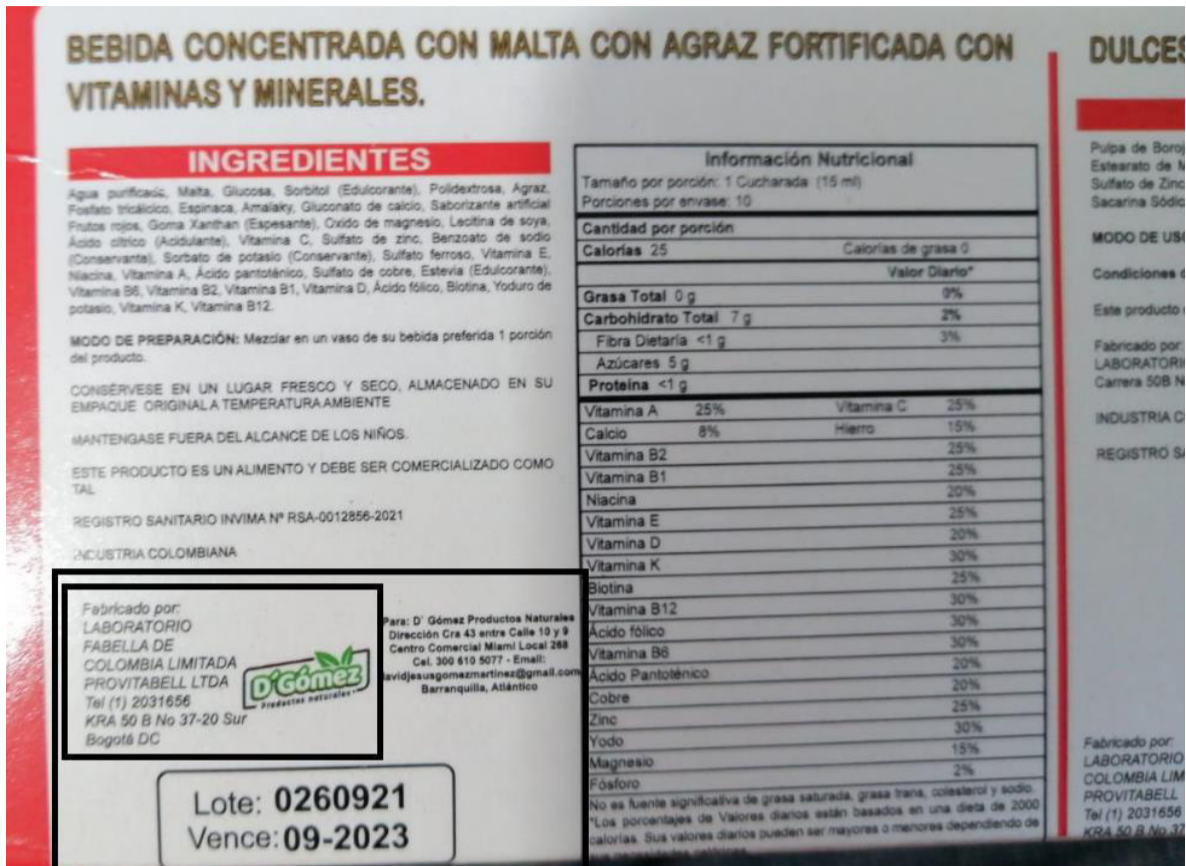 BEBIDA CONCENTRADA CON MALTA CON AGRAZ FORTIFICADA CON
VITAMINAS Y MINERALES.
INGREDIENTES
Agua purificada, Malta, Glucosa, Sorbitol (Edulcorante), Polidextrosa, Agraz,
Fosfato tricálcico, Espinaca, Amalaky, Gluconato de calcio, Saborizante artificial
Frutos rojos, Goma Xanthan (Espesante), Oxido de magnesio, Lecitina de soya,
Ácido cítrico (Acidulante), Vitamina C, Sulfato de zinc, Benzoato de sodio
(Conservante), Sorbato de potasio (Conservante), Sulfato ferroso, Vitamina E,
Niacina, Vitamina A, Ácido pantoténico, Sulfato de cobre, Estevia (Edulcorante),
Vitamina B6, Vitamina B2, Vitamina B1, Vitamina D, Ácido fólico, Biotina, Yoduro de
potasio, Vitamina K, Vitamina B12.
MODO DE PREPARACIÓN: Mezclar en un vaso de su bebida preferida 1 porción
del producto.
CONSÉRVESE EN UN LUGAR FRESCO Y SECO, ALMACENADO EN SU
EMPAQUE ORIGINAL A TEMPERATURA AMBIENTE
MANTENGASE FUERA DEL ALCANCE DE LOS NIÑOS.
ESTE PRODUCTO ES UN ALIMENTO Y DEBE SER COMERCIALIZADO COMO
TAL
REGISTRO SANITARIO INVIMA Nº RSA-0012856-2021
INDUSTRIA COLOMBIANA
Fabricado por:
LABORATORIO
FABELLA DE
COLOMBIA LIMITADA
PROVITABELL LTDA
Tel (1) 2031656
KRA 50 B No 37-20 Sur
Bogotá DC
D'Gómez
Productos naturales
Para: D' Gómez Productos Naturales
Dirección Cra 43 entre Calle 10 y 9
Centro Comercial Miami Local 268
Cel. 300 610 5077 - Email:
avidjesusgomezmartinez@gmail.com
Barranquilla, Atlántico
Lote: 0260921
Vence: 09-2023
Información Nutricional
Tamaño por porción: 1 Cucharada (15 ml)
Porciones por envase: 10
Cantidad por porción
Calorías 25 Calorías de grasa 0
Valor Diario*
Grasa Total 0 g 0%
Carbohidrato Total 7 g 2%
Fibra Dietaria <1 g 3%
Azúcares 5 g
Proteína <1 g
Vitamina A 25% Vitamina C 25%
Calcio 8% Hierro 15%
Vitamina B2 25%
Vitamina B1 25%
Niacina 20%
Vitamina E 25%
Vitamina D 20%
Vitamina K 30%
Biotina 25%
Vitamina B12 30%
Ácido fólico 30%
Vitamina B6 30%
Ácido Pantoténico 20%
Cobre 20%
Zinc 25%
Yodo 30%
Magnesio 15%
Fósforo 2%
No es fuente significativa de grasa saturada, grasa trans, colesterol y sodio.
*Los porcentajes de Valores diarios están basados en una dieta de 2000
calorías. Sus valores diarios pueden ser mayores o menores dependiendo de
DULCES
Pulpa de Boroj
Estearato de M
Sulfato de Zinc
Sacarina Sódic
MODO DE USO
Condiciones d
Este producto
Fabricado por:
LABORATORI
Carrera 50B N
INDUSTRIA C
REGISTRO SA
Fabricado por:
LABORATORIO
COLOMBIA LIM
PROVITABELL
Tel (1) 2031656
KRA 50 B No 37